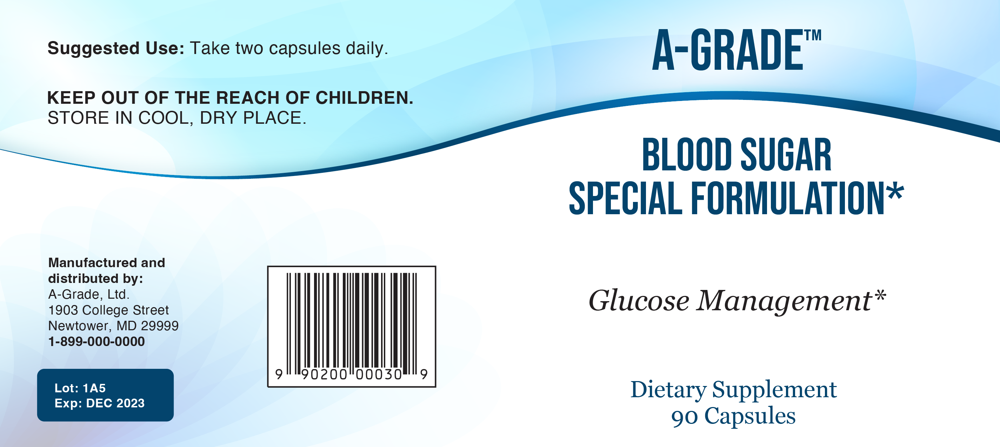 Suggested Use: Take two capsules daily.
KEEP OUT OF THE REACH OF CHILDREN.
STORE IN COOL, DRY PLACE.
Manufactured and
distributed by:
A-Grade, Ltd.
1903 College Street
Newtower, MD 29999
1-899-000-0000
Lot: 1A5
Exp: DEC 2023
9 90200 00030 9
A-GRADE™
BLOOD SUGAR
SPECIAL FORMULATION*
Glucose Management*
Dietary Supplement
90 Capsules